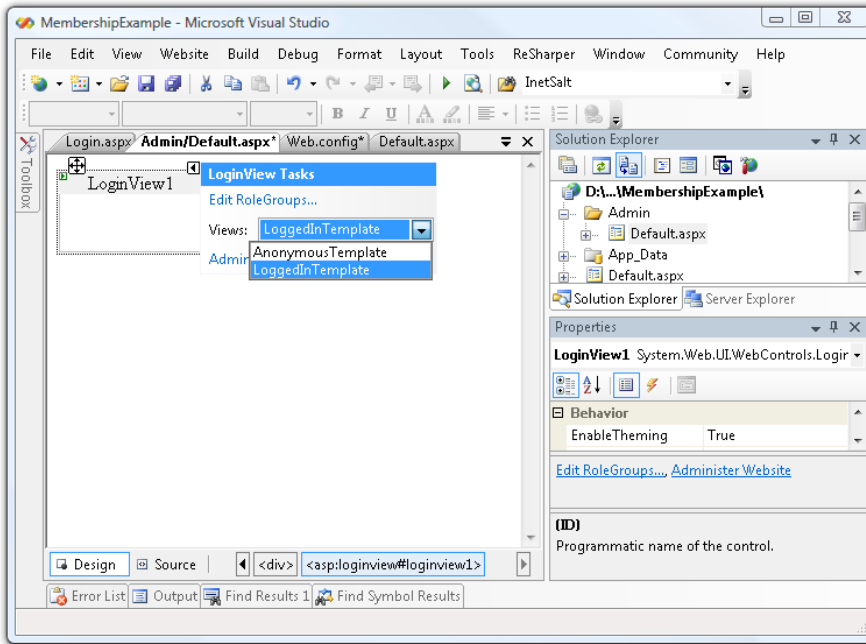 MembershipExample - Microsoft Visual Studio
File Edit View Website Build Debug Format Layout Tools ReSharper Window Community Help
InetSalt
B I U A
Toolbox
Login.aspx Admin/Default.aspx* Web.config* Default.aspx
LoginView1
LoginView Tasks
Edit RoleGroups...
Views: LoggedInTemplate
AnonymousTemplate
LoggedInTemplate
Admin
Design Source <div> <asp:loginview#loginview1>
Solution Explorer
D:\...\MembershipExample\
Admin
Default.aspx
App_Data
Default.aspx
Solution Explorer Server Explorer
Properties
LoginView1 System.Web.UI.WebControls.Login
Behavior
EnableTheming True
Edit RoleGroups..., Administer Website
(ID)
Programmatic name of the control.
Error List Output Find Results 1 Find Symbol Results